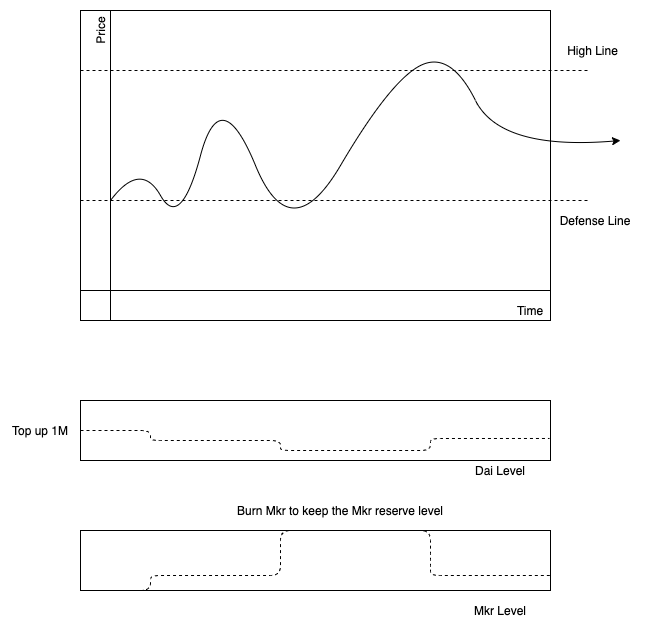 Price
High Line
Defense Line
Time
Top up 1M
Dai Level
Burn Mkr to keep the Mkr reserve level
Mkr Level